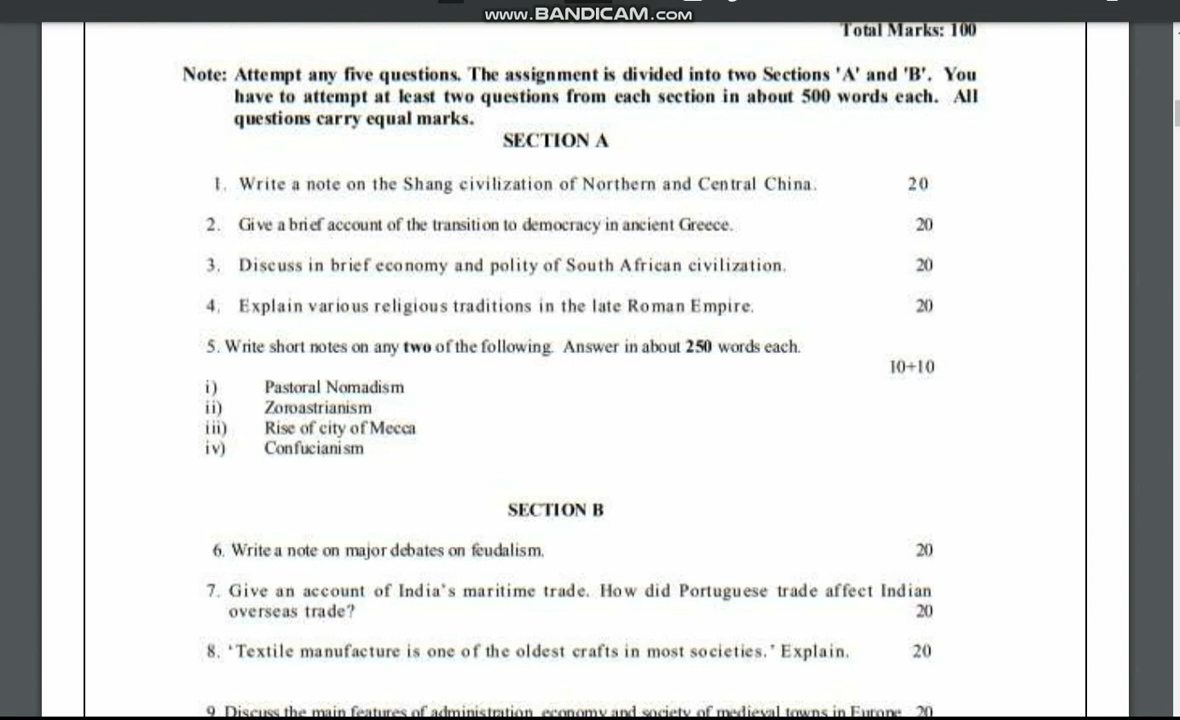 www.BANDICAM.com
Total Marks: 100
Note: Attempt any five questions. The assignment is divided into two Sections 'A' and 'B'. You
have to attempt at least two questions from each section in about 500 words each. All
questions carry equal marks.
SECTION A
1. Write a note on the Shang civilization of Northern and Central China. 20
2. Give a brief account of the transition to democracy in ancient Greece. 20
3. Discuss in brief economy and polity of South African civilization. 20
4. Explain various religious traditions in the late Roman Empire. 20
5. Write short notes on any two of the following. Answer in about 250 words each.
10+10
i) Pastoral Nomadism
ii) Zoroastrianism
iii) Rise of city of Mecca
iv) Confucianism
SECTION B
6. Write a note on major debates on feudalism. 20
7. Give an account of India's maritime trade. How did Portuguese trade affect Indian
overseas trade? 20
8. 'Textile manufacture is one of the oldest crafts in most societies.' Explain. 20
9. Discuss the main features of administration, economy and society of medieval towns in Europe 20